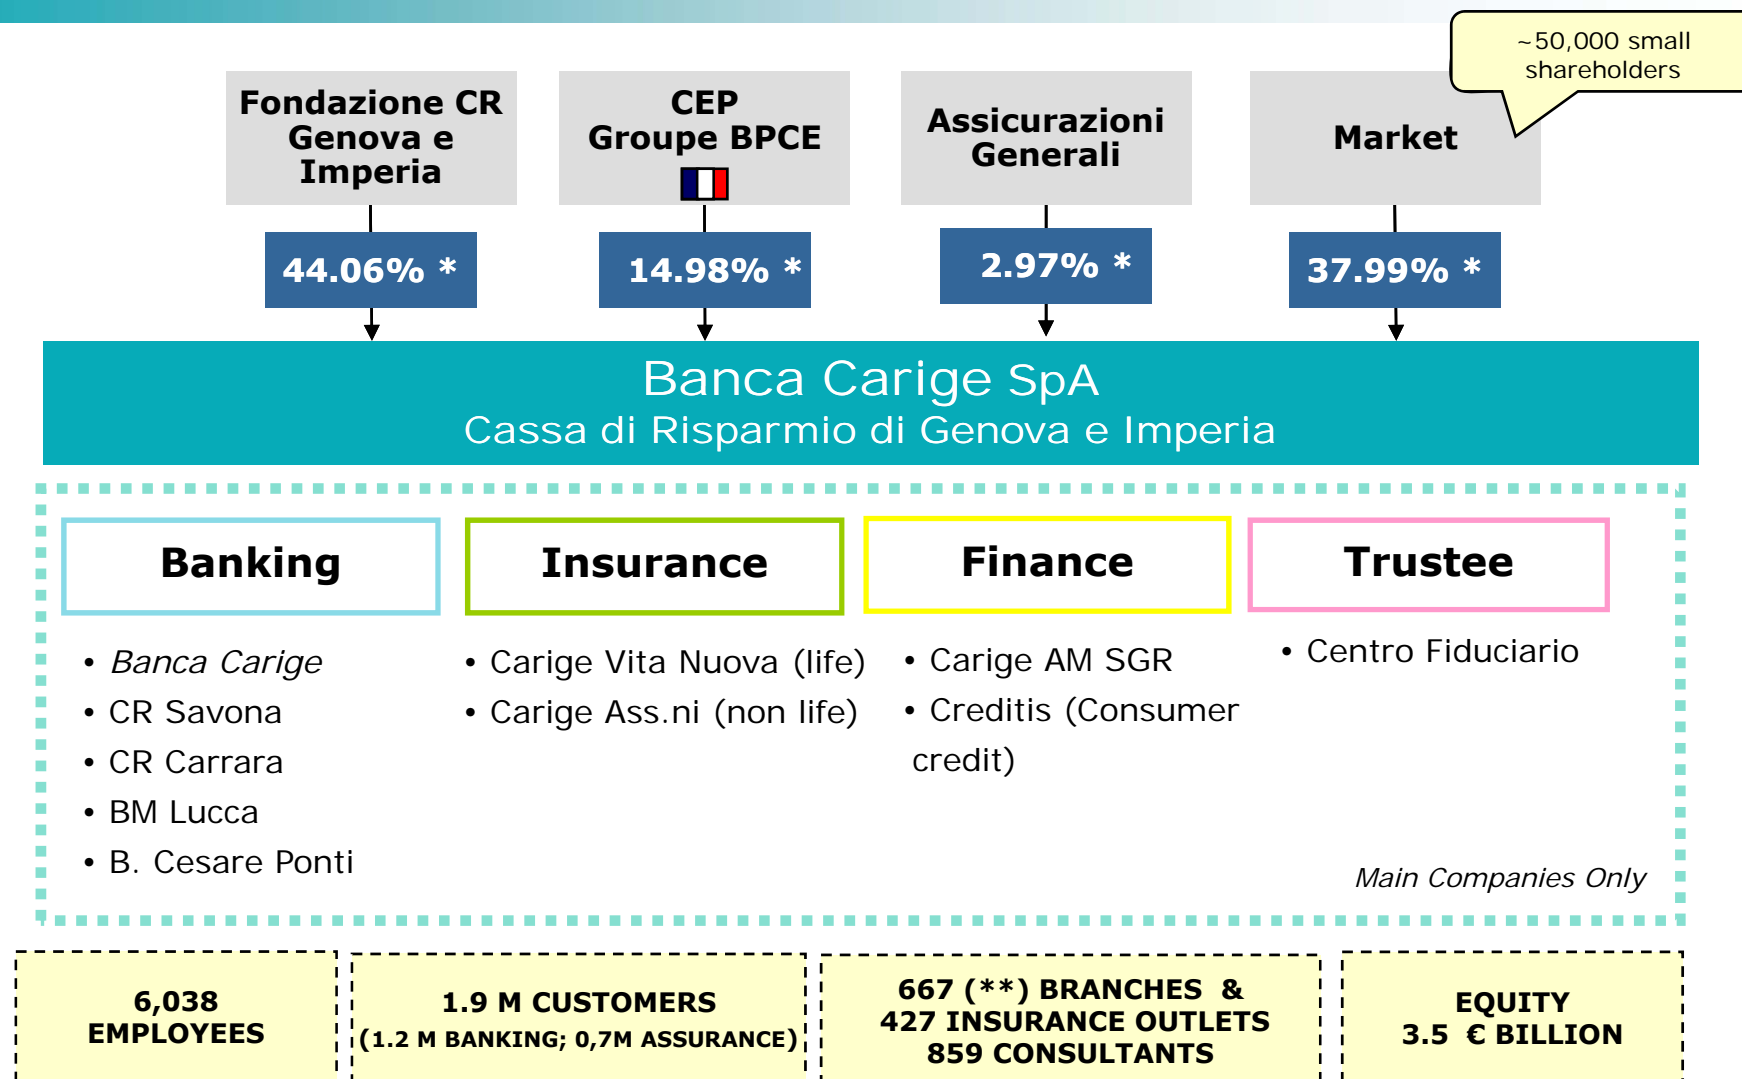 ~50,000 small
shareholders
Fondazione CR
Genova e
Imperia
CEP
Groupe BPCE
Assicurazioni
Generali
Market
44.06% *
14.98% *
2.97% *
37.99% *
Banca Carige SpA
Cassa di Risparmio di Genova e Imperia
Banking
Insurance
Finance
Trustee
• Banca Carige
• CR Savona
• CR Carrara
• BM Lucca
• B. Cesare Ponti
• Carige Vita Nuova (life)
• Carige Ass.ni (non life)
• Carige AM SGR
• Creditis (Consumer
credit)
• Centro Fiduciario
Main Companies Only
6,038
EMPLOYEES
1.9 M CUSTOMERS
(1.2 M BANKING; 0,7M ASSURANCE)
667 (**) BRANCHES &
427 INSURANCE OUTLETS
859 CONSULTANTS
EQUITY
3.5 € BILLION